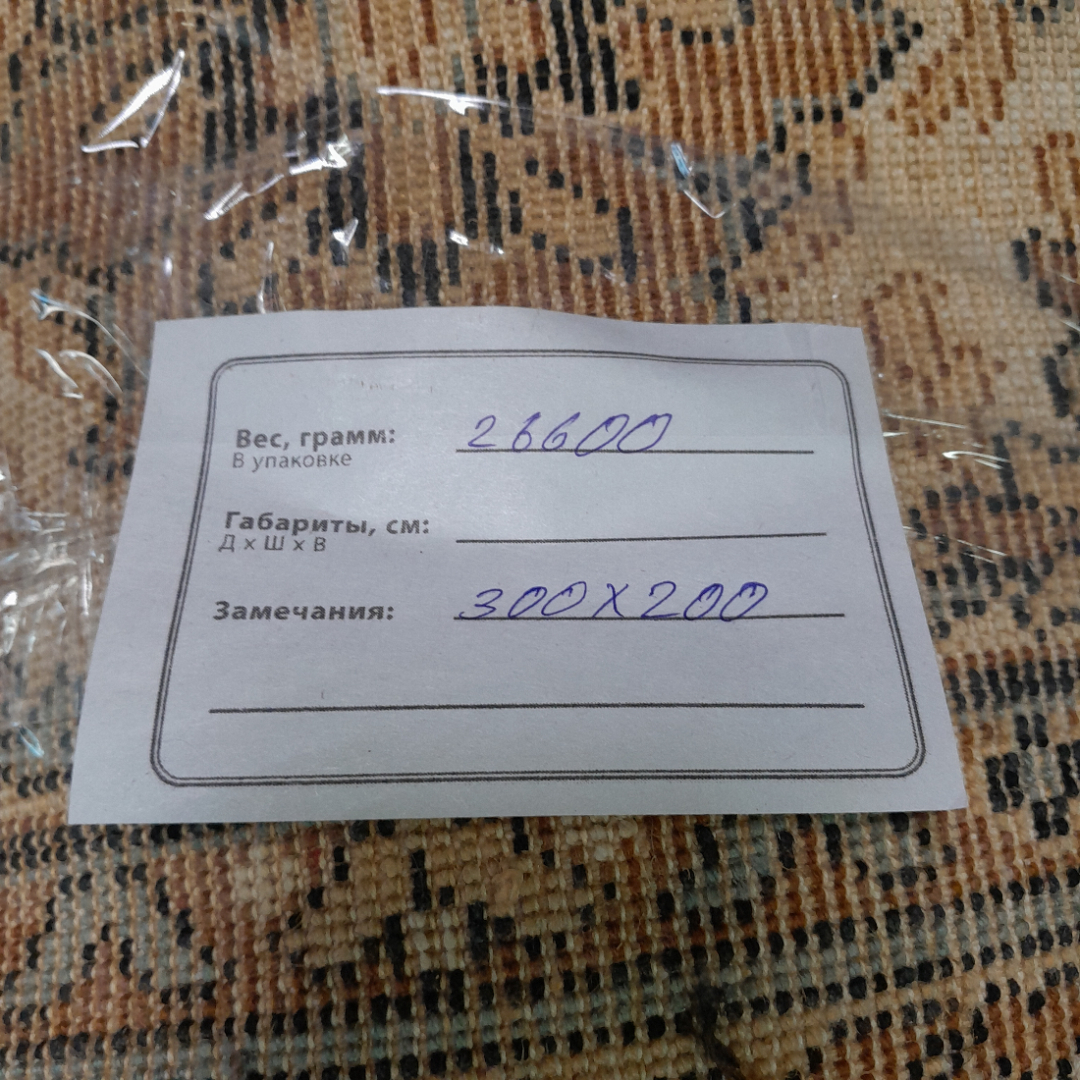 Вес, грамм: 26600
В упаковке
Габариты, см:
Д х Ш х В
Замечания: 300х200